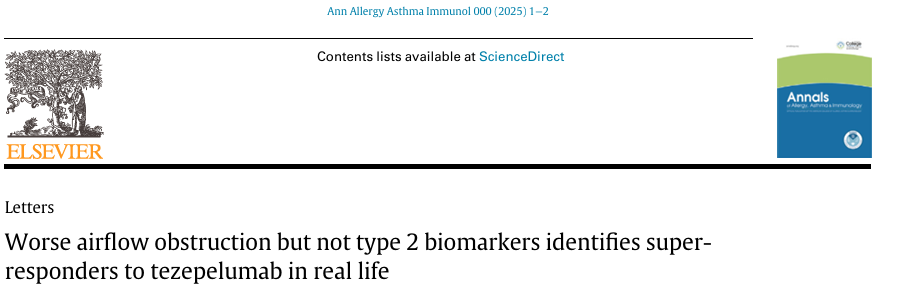 Ann Allergy Asthma Immunol 000 (2025) 1−2
Contents lists available at ScienceDirect
ELSEVIER
College
Annals
of Allergy, Asthma & Immunology
Letters
Worse airflow obstruction but not type 2 biomarkers identifies super-
responders to tezepelumab in real life